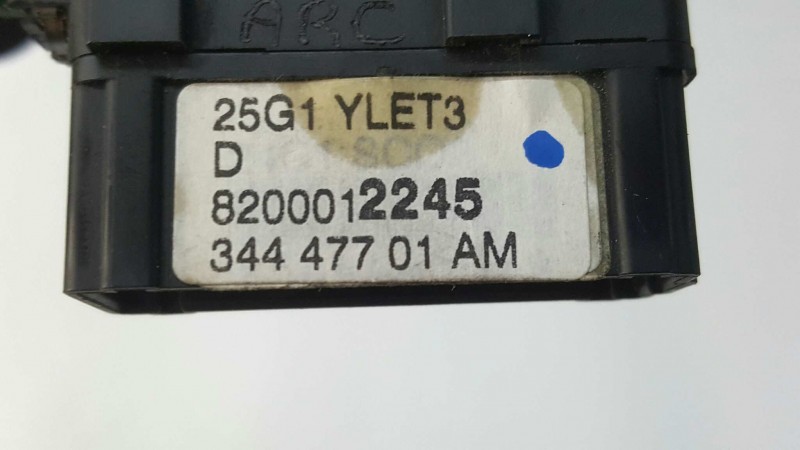 ARC
25G1 YLET3
D
8200012245
344 477 01 AM